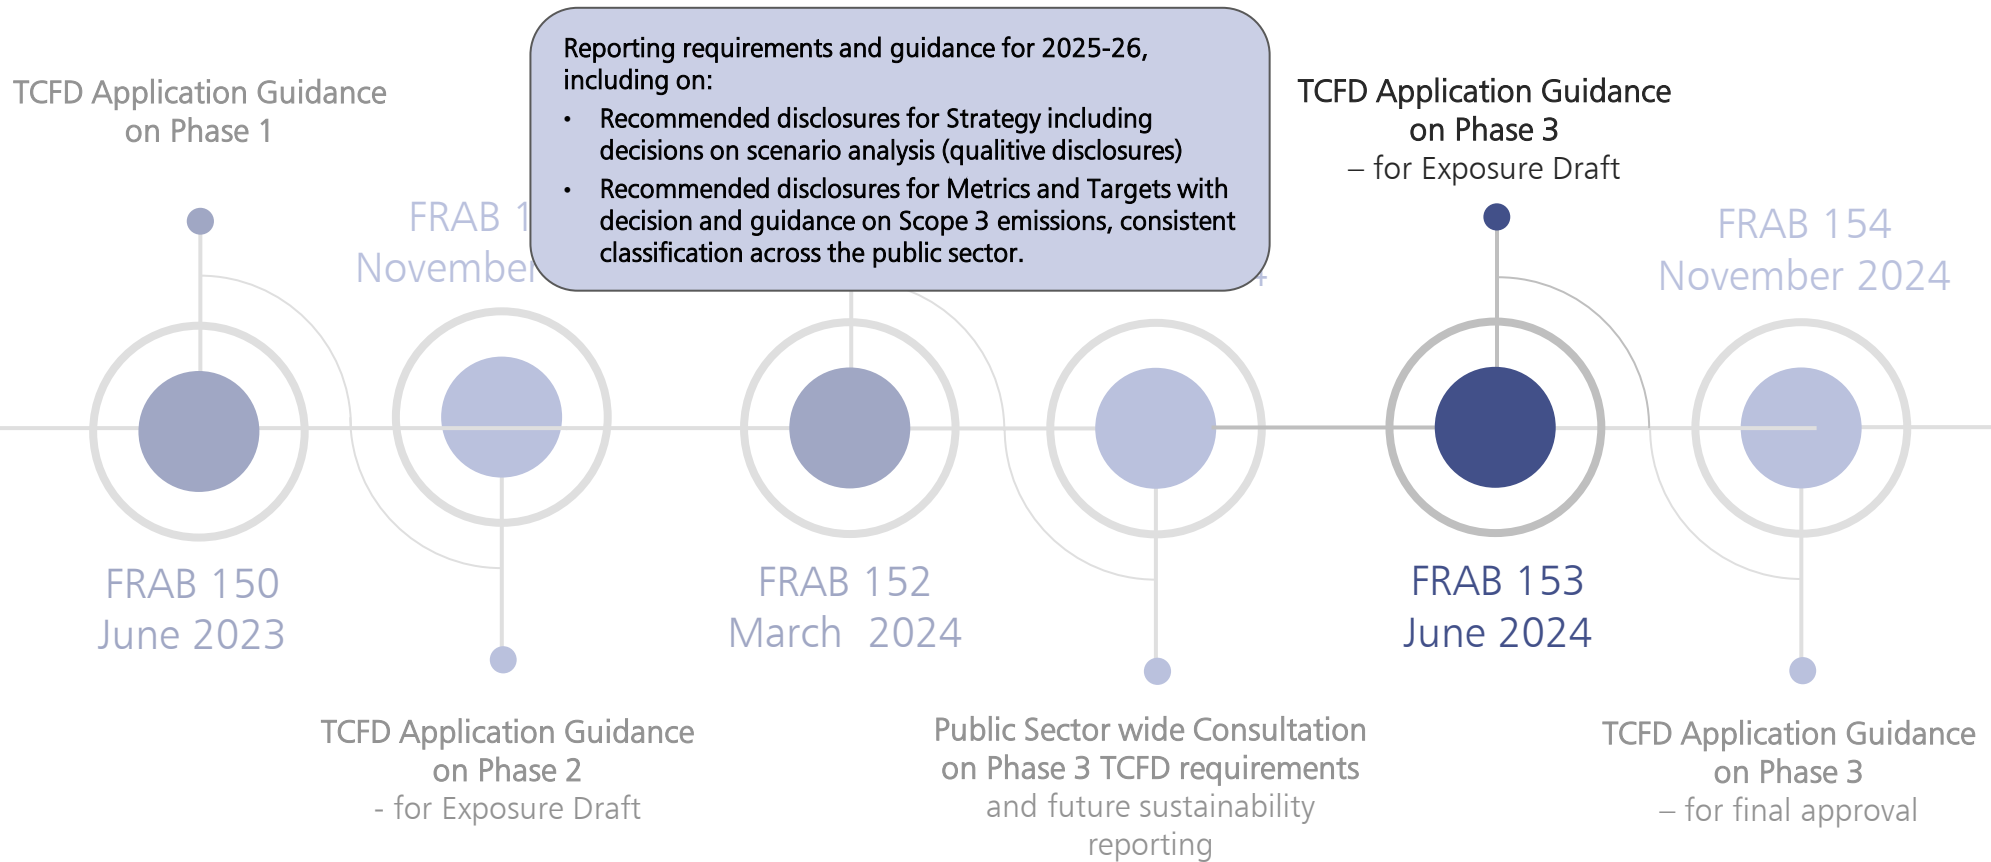 Reporting requirements and guidance for 2025-26,
including on:
• Recommended disclosures for Strategy including
decisions on scenario analysis (qualitive disclosures)
• Recommended disclosures for Metrics and Targets with
decision and guidance on Scope 3 emissions, consistent
classification across the public sector.
TCFD Application Guidance
on Phase 1
TCFD Application Guidance
on Phase 3
– for Exposure Draft
FRAB
November
FRAB 154
November 2024
FRAB 150
June 2023
FRAB 152
March 2024
FRAB 153
June 2024
TCFD Application Guidance
on Phase 2
- for Exposure Draft
Public Sector wide Consultation
on Phase 3 TCFD requirements
and future sustainability
reporting
TCFD Application Guidance
on Phase 3
– for final approval